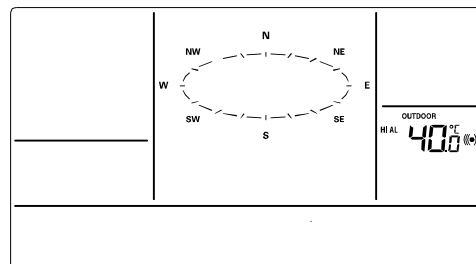 N
NW NE
W E
SW SE
S
OUTDOOR
HI AL 40.0 °C